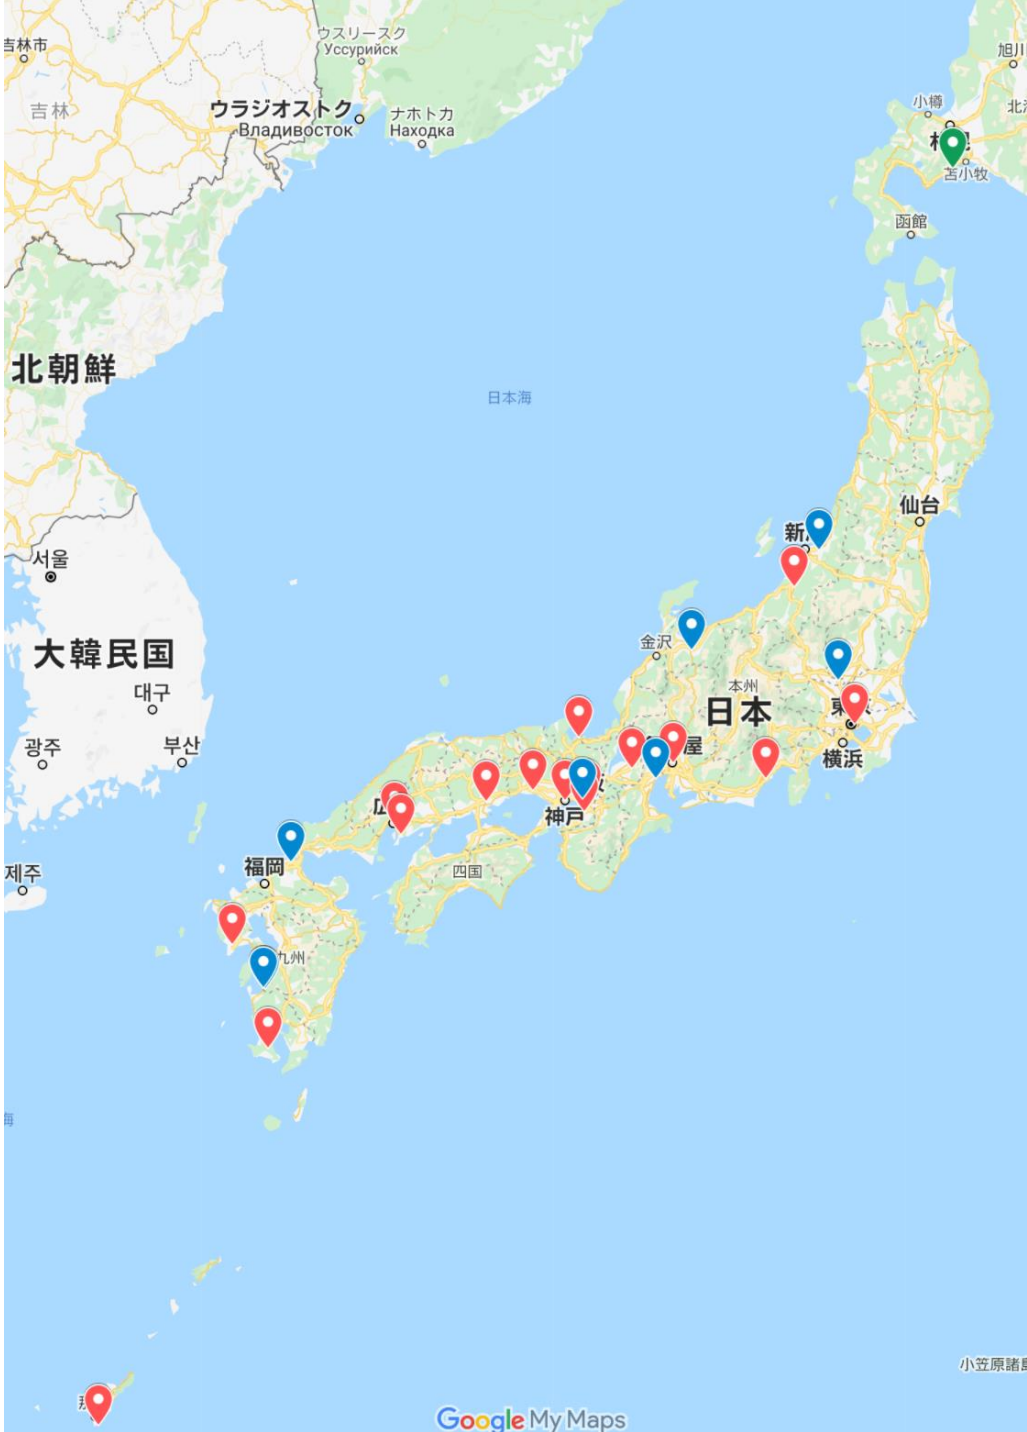 ウスリースク
Уссурийск
吉林市
旭川
吉林
ウラジオストク
Владивосток
ナホトカ
Находка
小樽
苫小牧
函館
北朝鮮
日本海
仙台
서울
大韓民国
金沢
本州
日本
대구
광주
부산
横浜
神戸
福岡
四国
제주
九州
小笠原諸島
Google My Maps